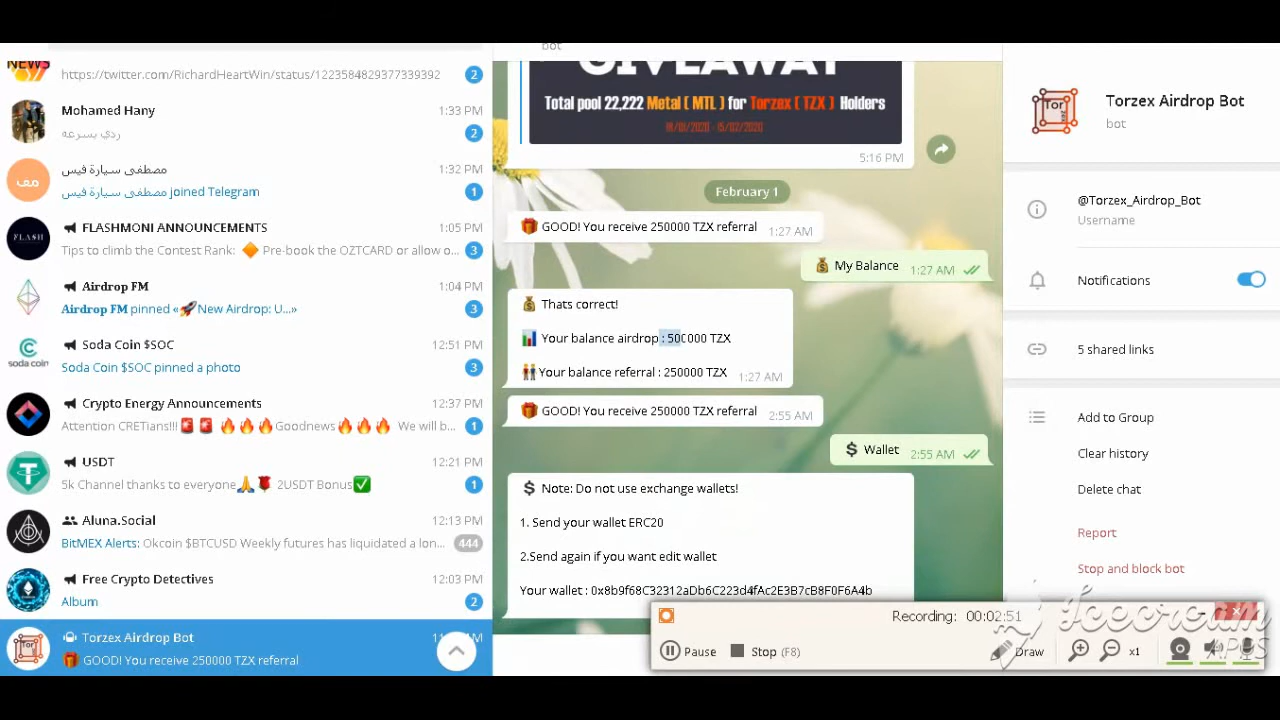 https://twitter.com/RichardHeartWin/status/1223584829377339392
2
Mohamed Hany
1:33 PM
ردي بسرعه
2
مف
مصطفى سيارة فيس
1:32 PM
مصطفى سيارة فيس joined Telegram
1
FLASH
FLASHMONI ANNOUNCEMENTS
1:05 PM
Tips to climb the Contest Rank: 🔶 Pre-book the OZTCARD or allow o...
3
Airdrop FM
1:04 PM
Airdrop FM pinned «🚀New Airdrop: U...»
3
soda coin
Soda Coin $SOC
12:51 PM
Soda Coin $SOC pinned a photo
3
Crypto Energy Announcements
12:37 PM
Attention CRETians!!!🚨🚨 🔥🔥🔥Goodnews🔥🔥🔥 We will b...
1
USDT
12:21 PM
5k Channel thanks to everyone🙏🌹 2USDT Bonus✅
1
Aluna.Social
12:13 PM
BitMEX Alerts: Okcoin $BTCUSD Weekly futures has liquidated a lon...
444
Free Crypto Detectives
12:03 PM
Album
2
Torzex Airdrop Bot
🎁 GOOD! You receive 250000 TZX referral
bot
GIVEAWAY
Total pool 22,222 Metal ( MTL ) for Torzex ( TZX ) Holders
5:16 PM
February 1
🎁 GOOD! You receive 250000 TZX referral 1:27 AM
💰 My Balance 1:27 AM
💰 Thats correct!
📊 Your balance airdrop : 500000 TZX
👬Your balance referral : 250000 TZX 1:27 AM
🎁 GOOD! You receive 250000 TZX referral 2:55 AM
💲 Wallet 2:55 AM
💲 Note: Do not use exchange wallets!
1. Send your wallet ERC20
2.Send again if you want edit wallet
Your wallet : 0x8b9f68C32312aDb6C223d4fAc2E3B7cB8F0F6A4b
Tor
Torzex Airdrop Bot
bot
@Torzex_Airdrop_Bot
Username
Notifications
5 shared links
Add to Group
Clear history
Delete chat
Report
Stop and block bot
Recording: 00:02:51
Pause
Stop (F8)
Draw
x1
Icecream
APPS